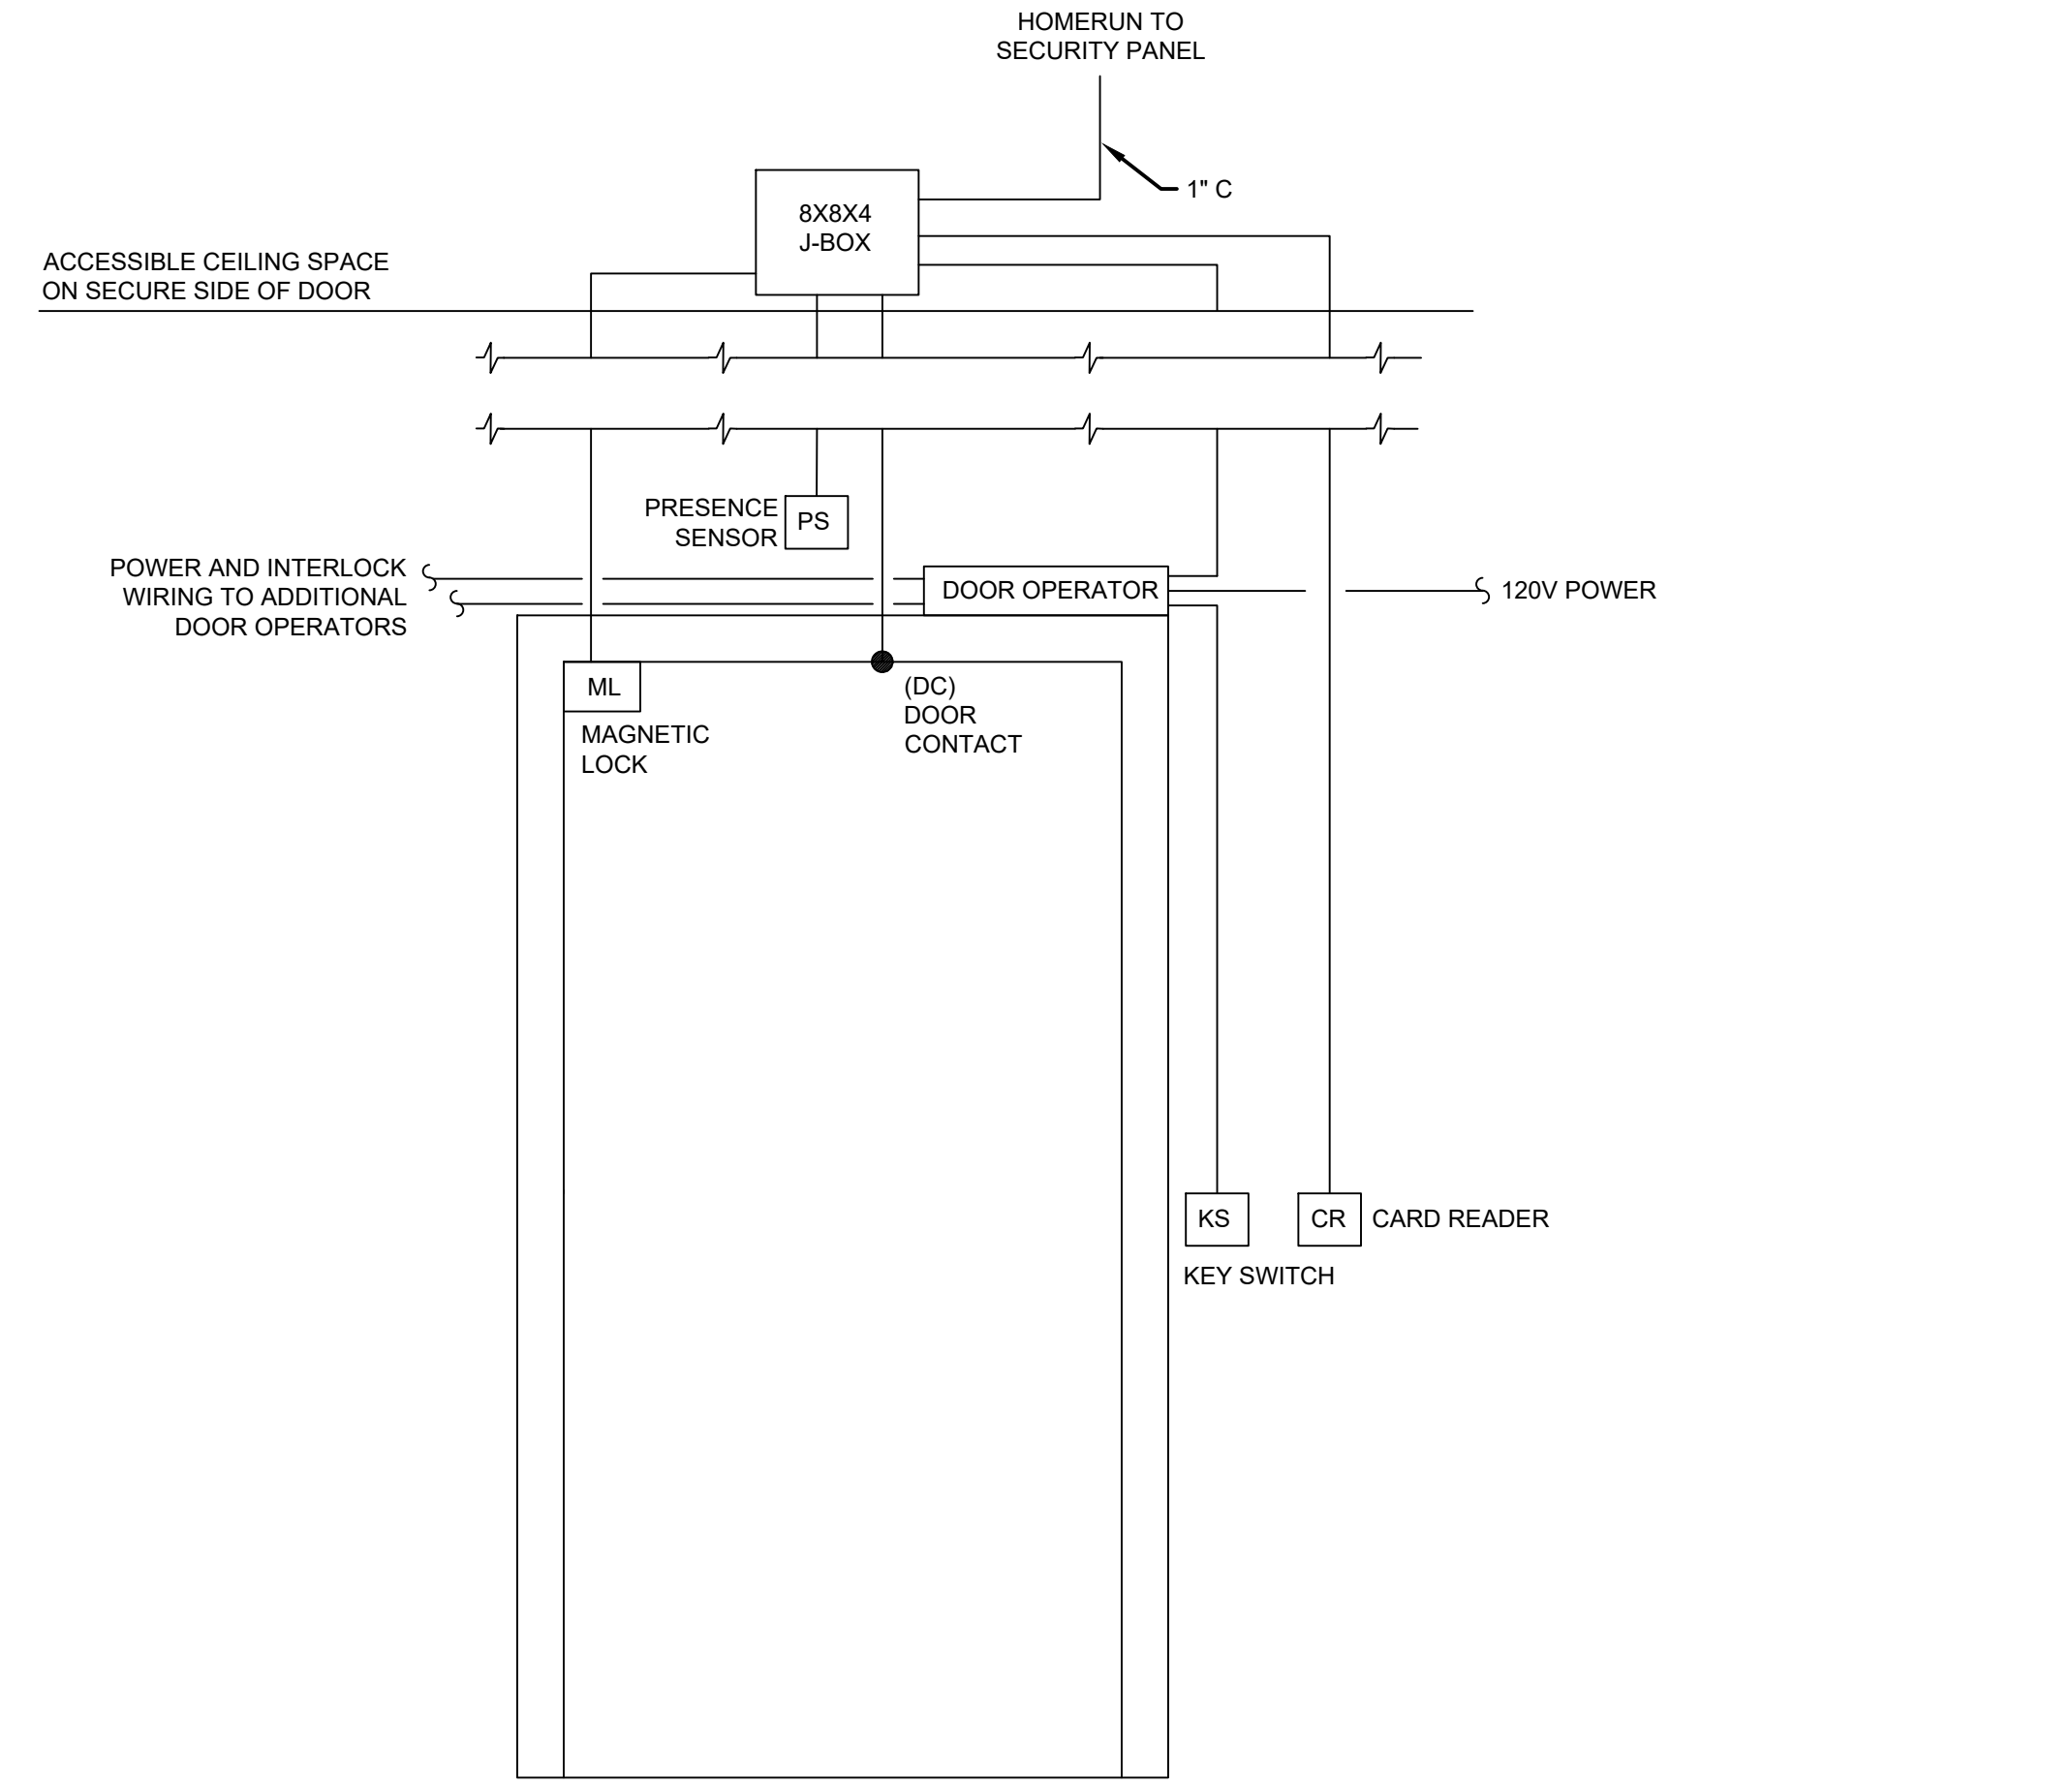 HOMERUN TO
SECURITY PANEL
1" C
8X8X4
J-BOX
ACCESSIBLE CEILING SPACE
ON SECURE SIDE OF DOOR
PRESENCE
SENSOR
PS
POWER AND INTERLOCK
WIRING TO ADDITIONAL
DOOR OPERATORS
DOOR OPERATOR
120V POWER
ML
MAGNETIC
LOCK
(DC)
DOOR
CONTACT
KS
CR
CARD READER
KEY SWITCH